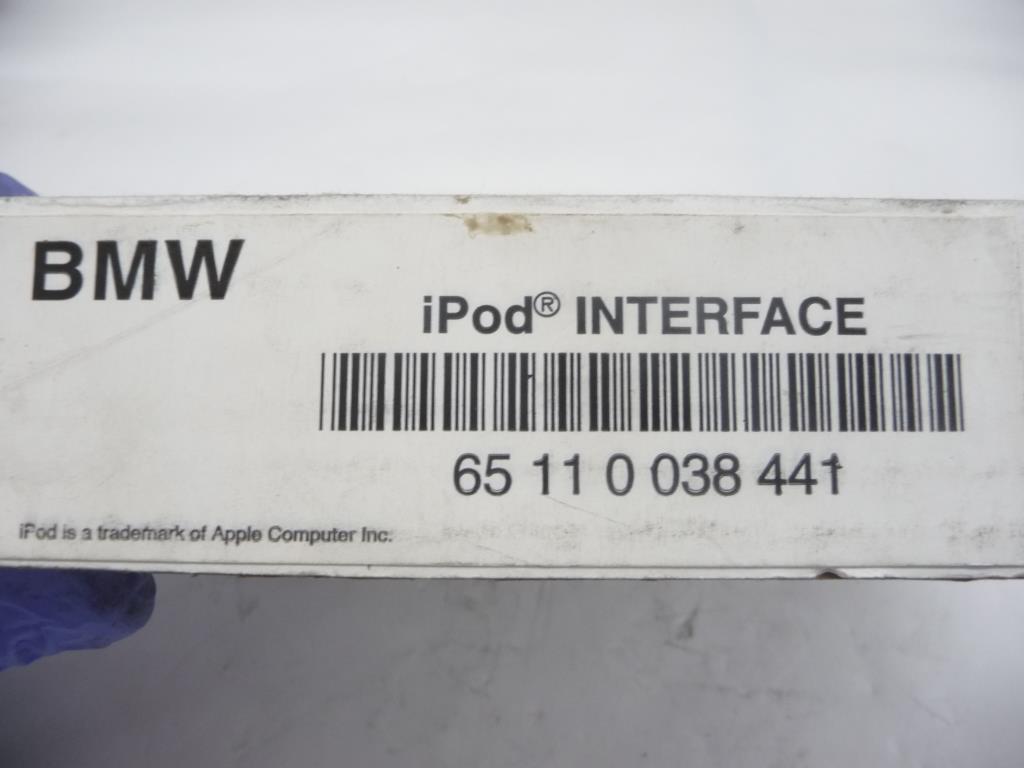 BMW
iPod® INTERFACE
65 11 0 038 441
iPod is a trademark of Apple Computer Inc.